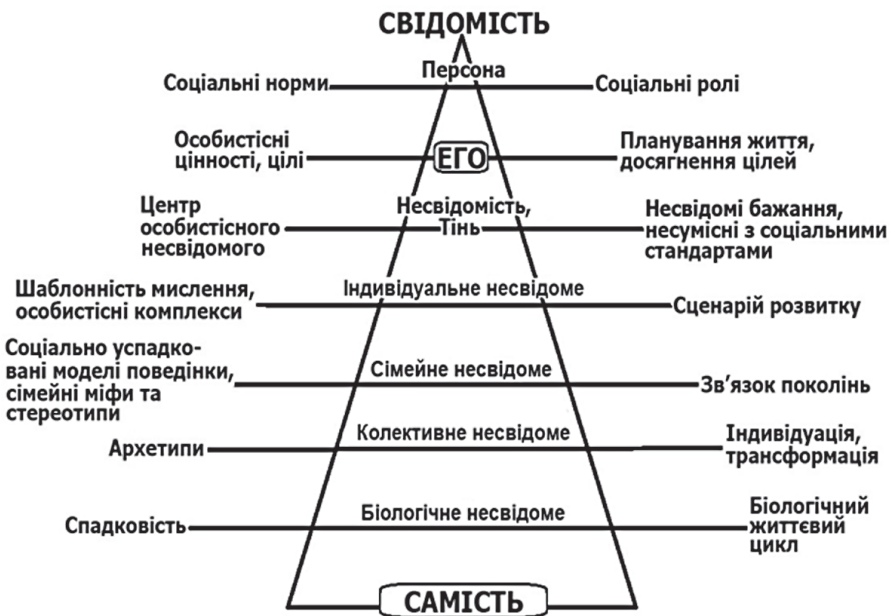 СВІДОМІСТЬ
Персона
Соціальні норми
Соціальні ролі
Особистісні
цінності, цілі
ЕГО
Планування життя,
досягнення цілей
Центр
особистісного
несвідомого
Несвідомість,
Тінь
Несвідомі бажання,
несумісні з соціальними
стандартами
Шаблонність мислення,
особистісні комплекси
Індивідуальне несвідоме
Сценарій розвитку
Соціально успадко-
вані моделі поведінки,
сімейні міфи та
стереотипи
Сімейне несвідоме
Зв’язок поколінь
Архетипи
Колективне несвідоме
Індивідуація,
трансформація
Спадковість
Біологічне несвідоме
Біологічний
життєвий
цикл
САМІСТЬ